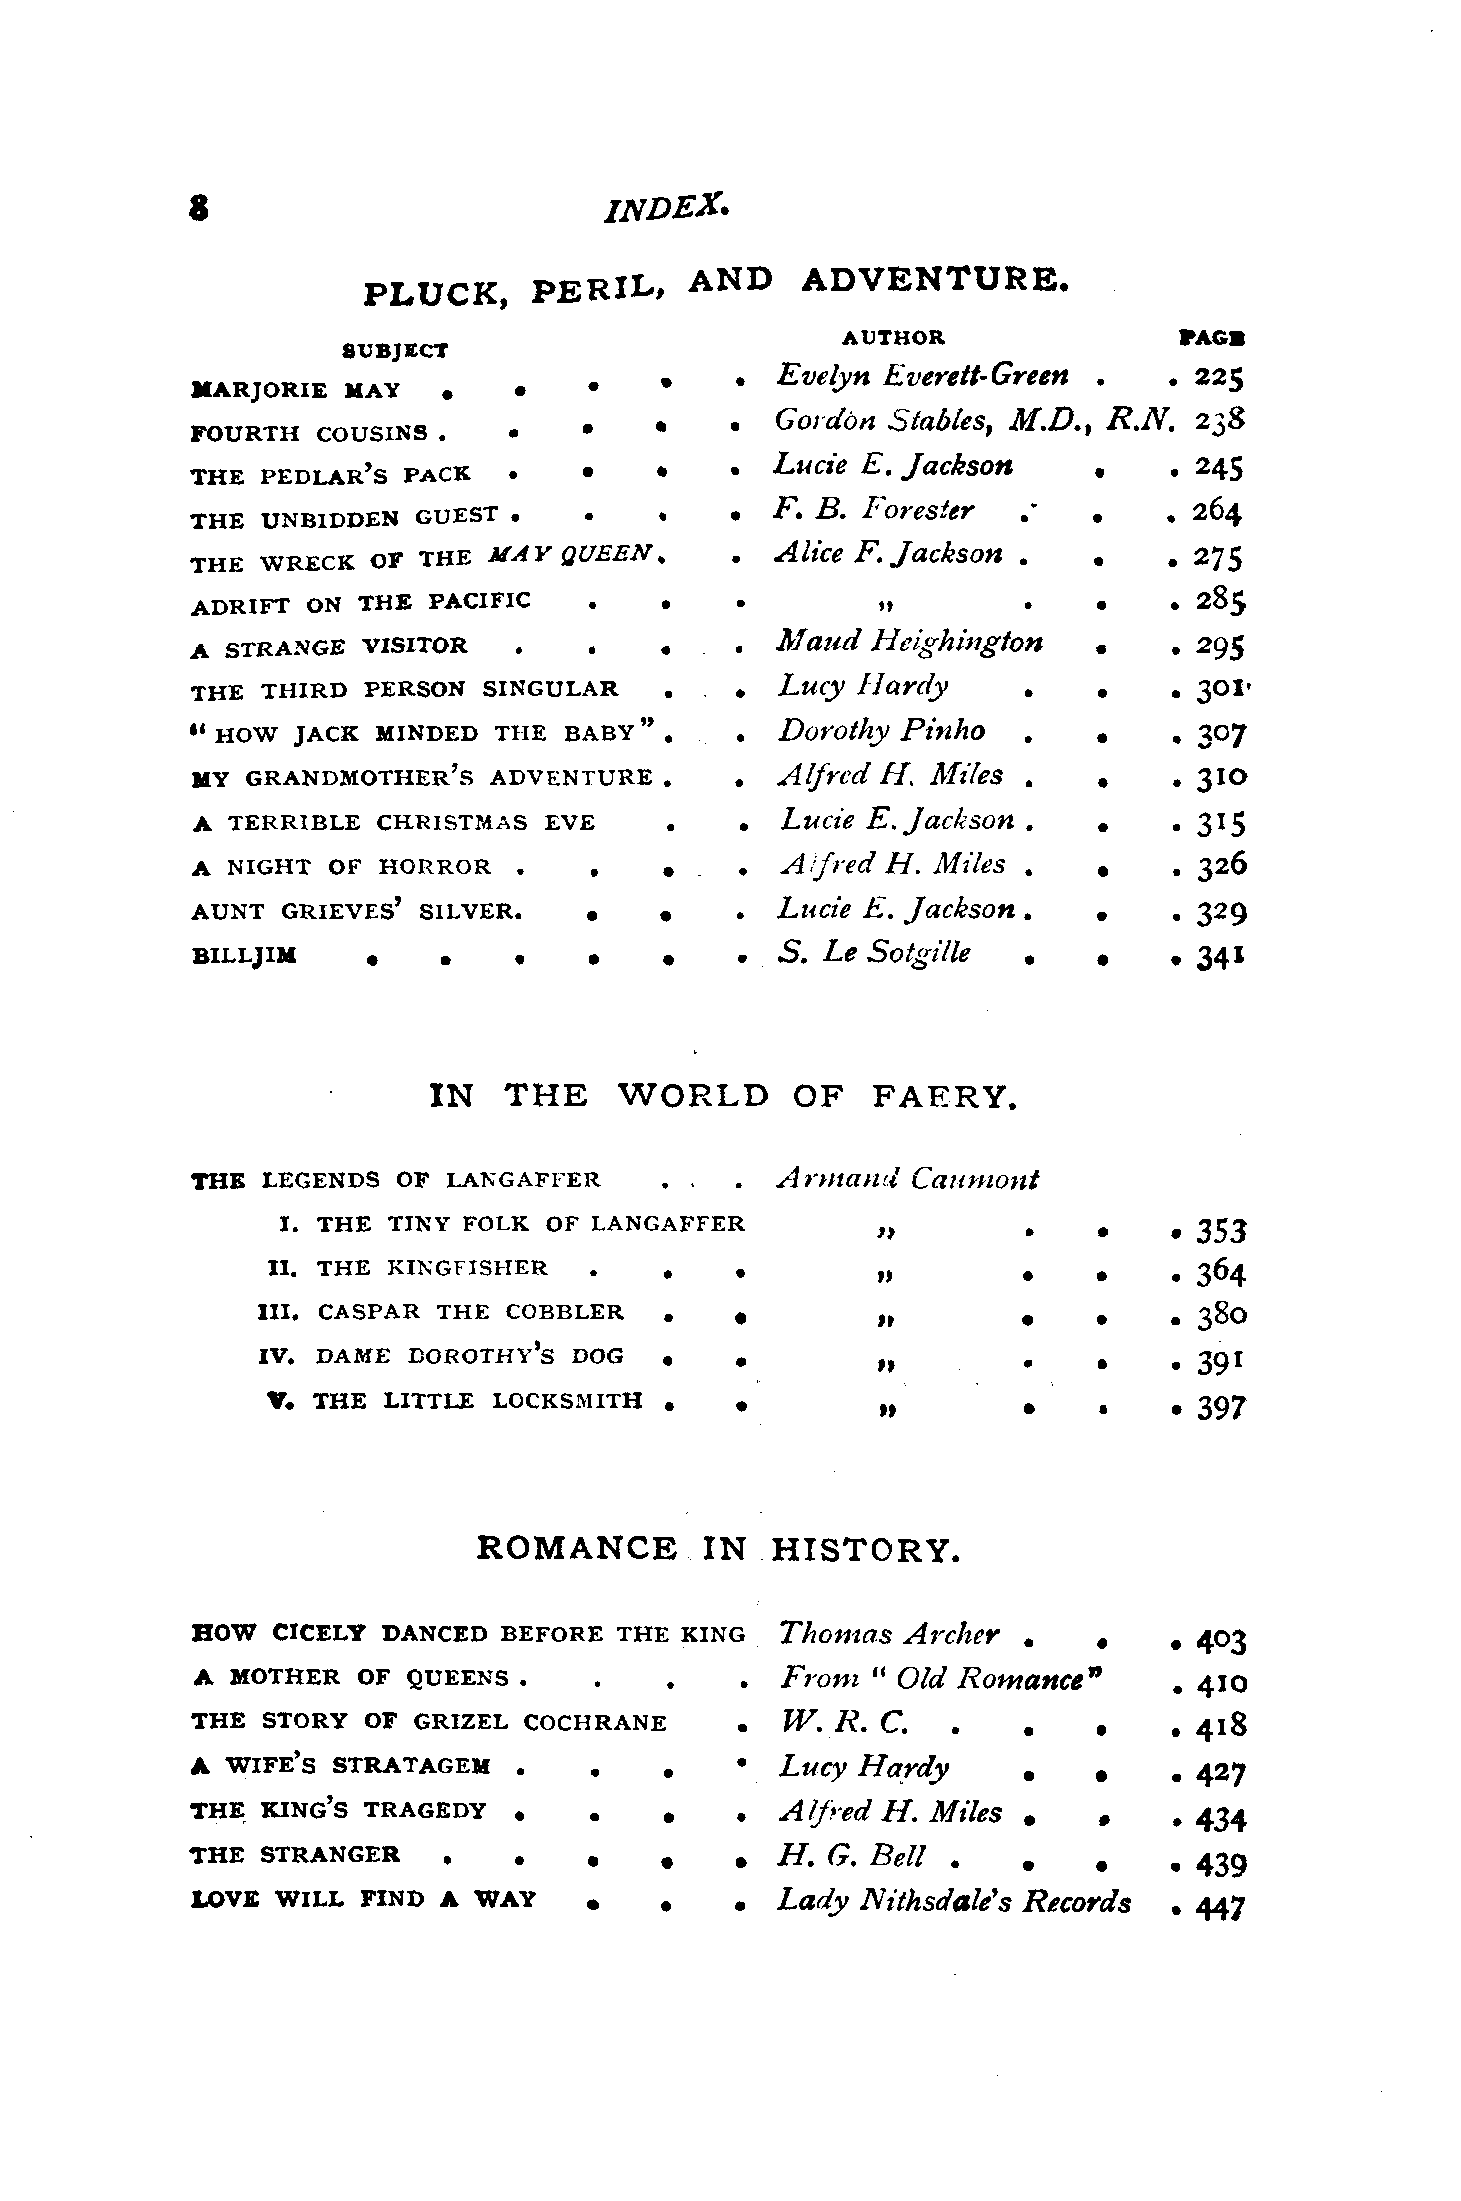 8 INDEX.
PLUCK, PERIL, AND ADVENTURE.
SUBJECT AUTHOR PAGE
MARJORIE MAY . . . . . Evelyn Everett-Green . . 225
FOURTH COUSINS . . . . . Gordon Stables, M.D., R.N. 238
THE PEDLAR'S PACK . . . . Lucie E. Jackson . . 245
THE UNBIDDEN GUEST . . . . F. B. Forester . . . 264
THE WRECK OF THE MAY QUEEN . . Alice F. Jackson . . . 275
ADRIFT ON THE PACIFIC . . . „ . . . 285
A STRANGE VISITOR . . . . Maud Heighington . . 295
THE THIRD PERSON SINGULAR . . Lucy Hardy . . . 301
"HOW JACK MINDED THE BABY" . . Dorothy Pinho . . . 307
MY GRANDMOTHER'S ADVENTURE . . Alfred H. Miles . . . 310
A TERRIBLE CHRISTMAS EVE . . Lucie E. Jackson . . . 315
A NIGHT OF HORROR . . . . Alfred H. Miles . . . 326
AUNT GRIEVES' SILVER . . . . Lucie E. Jackson . . . 329
BILLJIM . . . . . . S. Le Sotgille . . . 341
IN THE WORLD OF FAERY.
THE LEGENDS OF LANGAFFER . . . Armand Caumont
I. THE TINY FOLK OF LANGAFFER „ . . . 353
II. THE KINGFISHER . . . „ . . . 364
III. CASPAR THE COBBLER . . „ . . . 380
IV. DAME DOROTHY'S DOG . . „ . . . 391
V. THE LITTLE LOCKSMITH . . „ . . . 397
ROMANCE IN HISTORY.
HOW CICELY DANCED BEFORE THE KING Thomas Archer . . . 403
A MOTHER OF QUEENS . . . . From "Old Romance" . 410
THE STORY OF GRIZEL COCHRANE . W. R. C. . . . . 418
A WIFE'S STRATAGEM . . . . Lucy Hardy . . . 427
THE KING'S TRAGEDY . . . . Alfred H. Miles . . . 434
THE STRANGER . . . . . H. G. Bell . . . . 439
LOVE WILL FIND A WAY . . . Lady Nithsdale's Records . 447